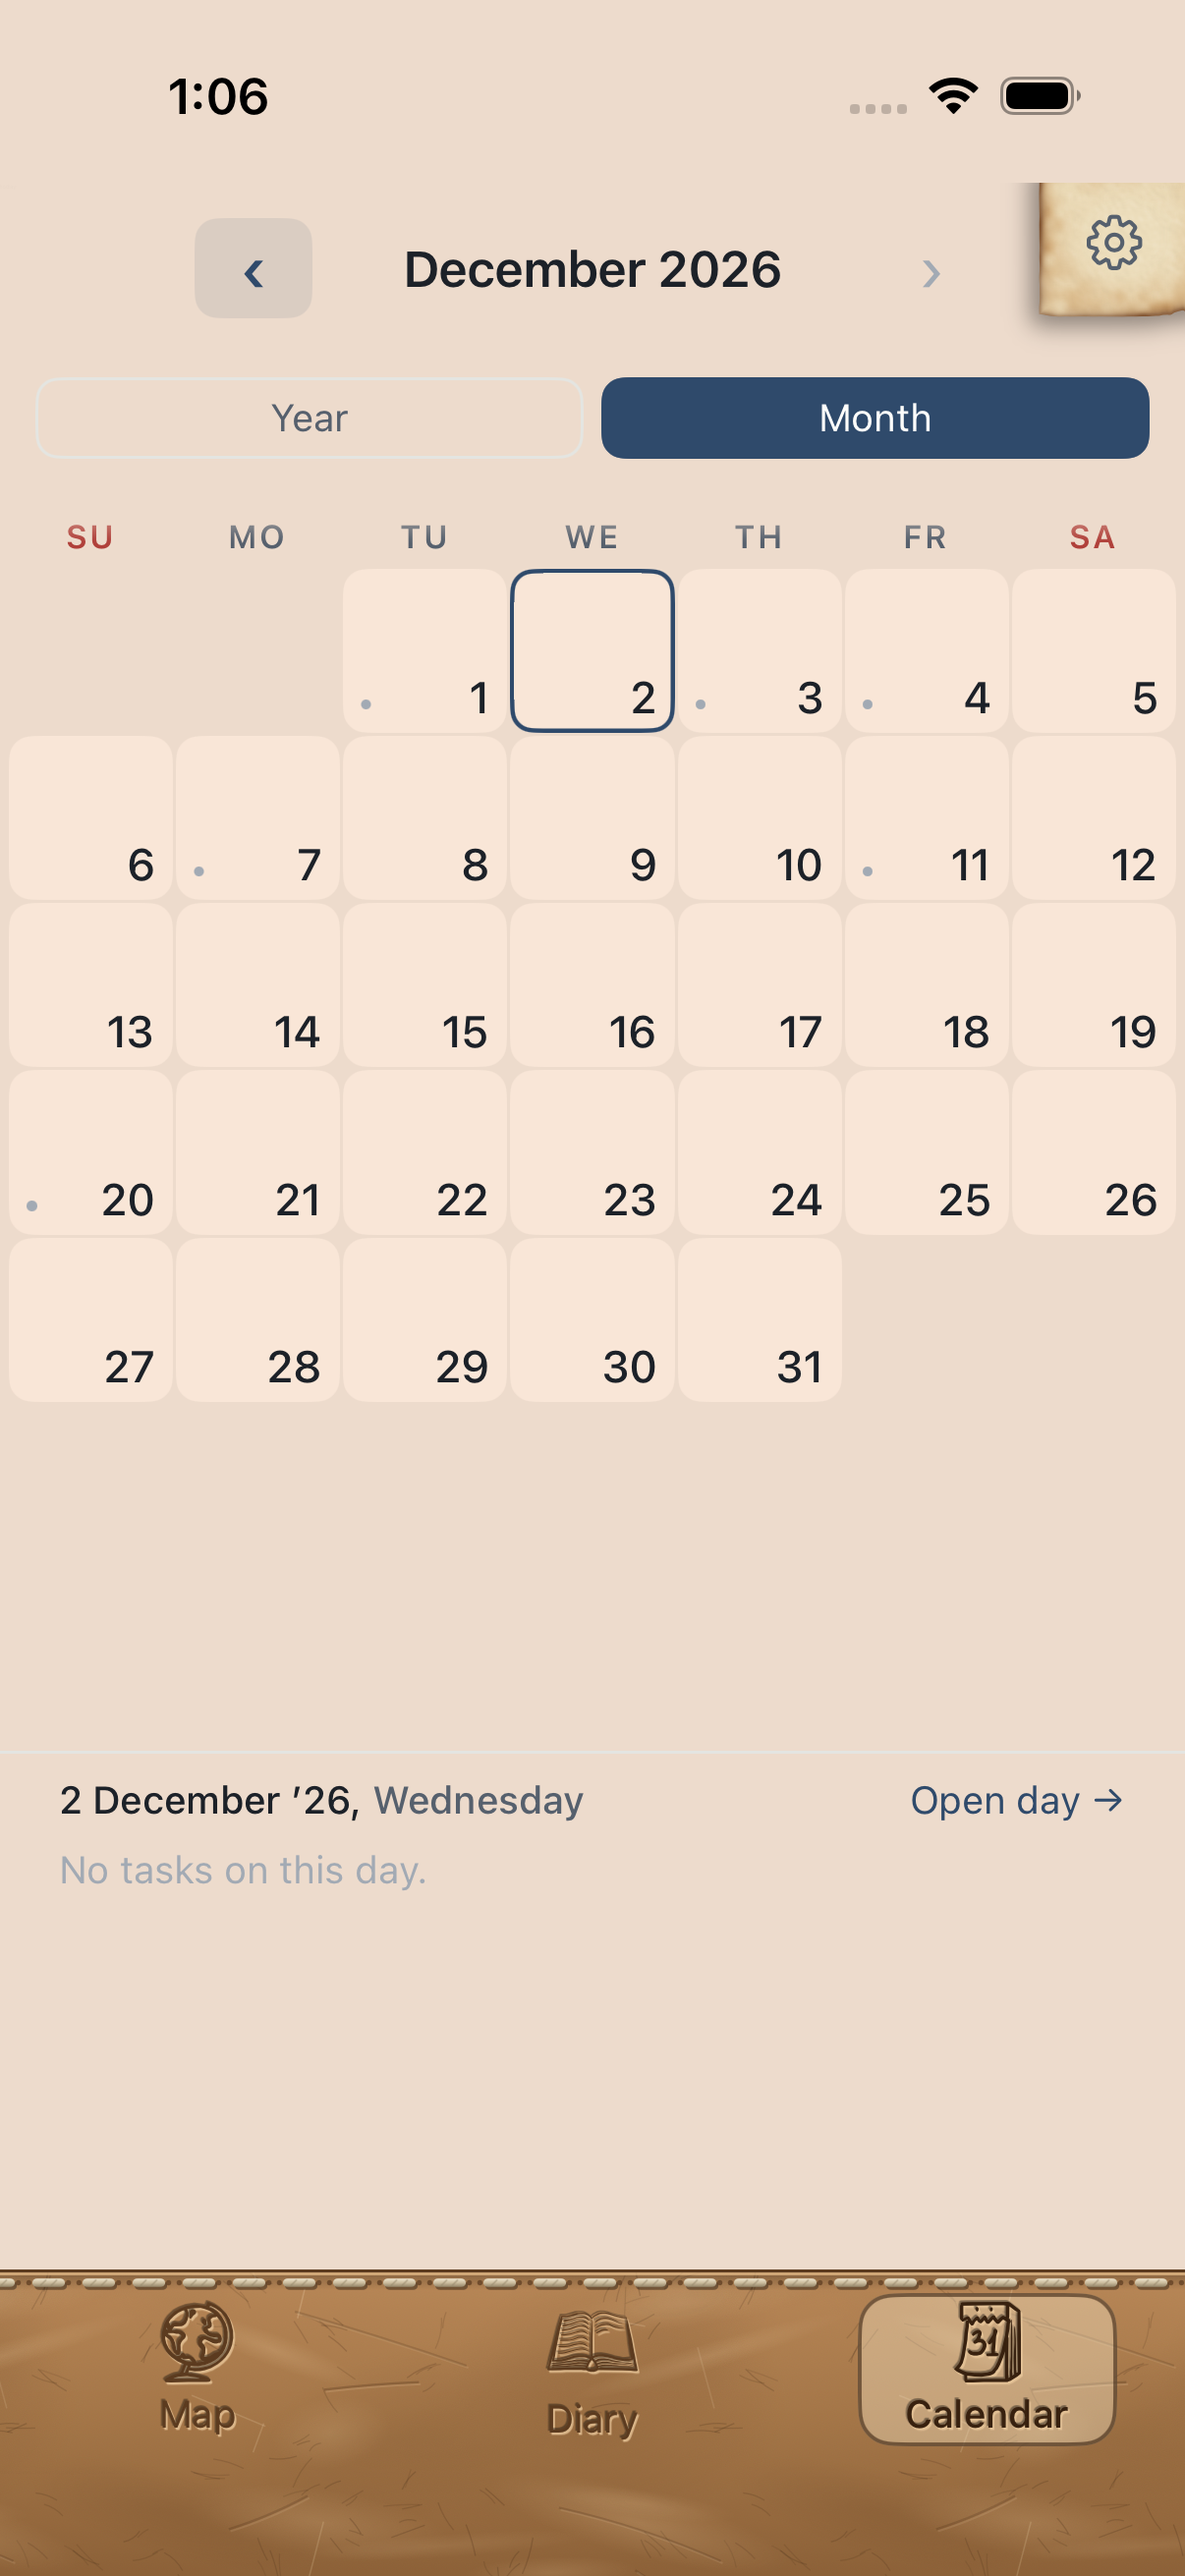 1:06
‹ December 2026 ›
Year Month
SU MO TU WE TH FR SA
1 2 3 4 5
6 7 8 9 10 11 12
13 14 15 16 17 18 19
20 21 22 23 24 25 26
27 28 29 30 31
2 December ’26, Wednesday Open day →
No tasks on this day.
31
Map Diary Calendar